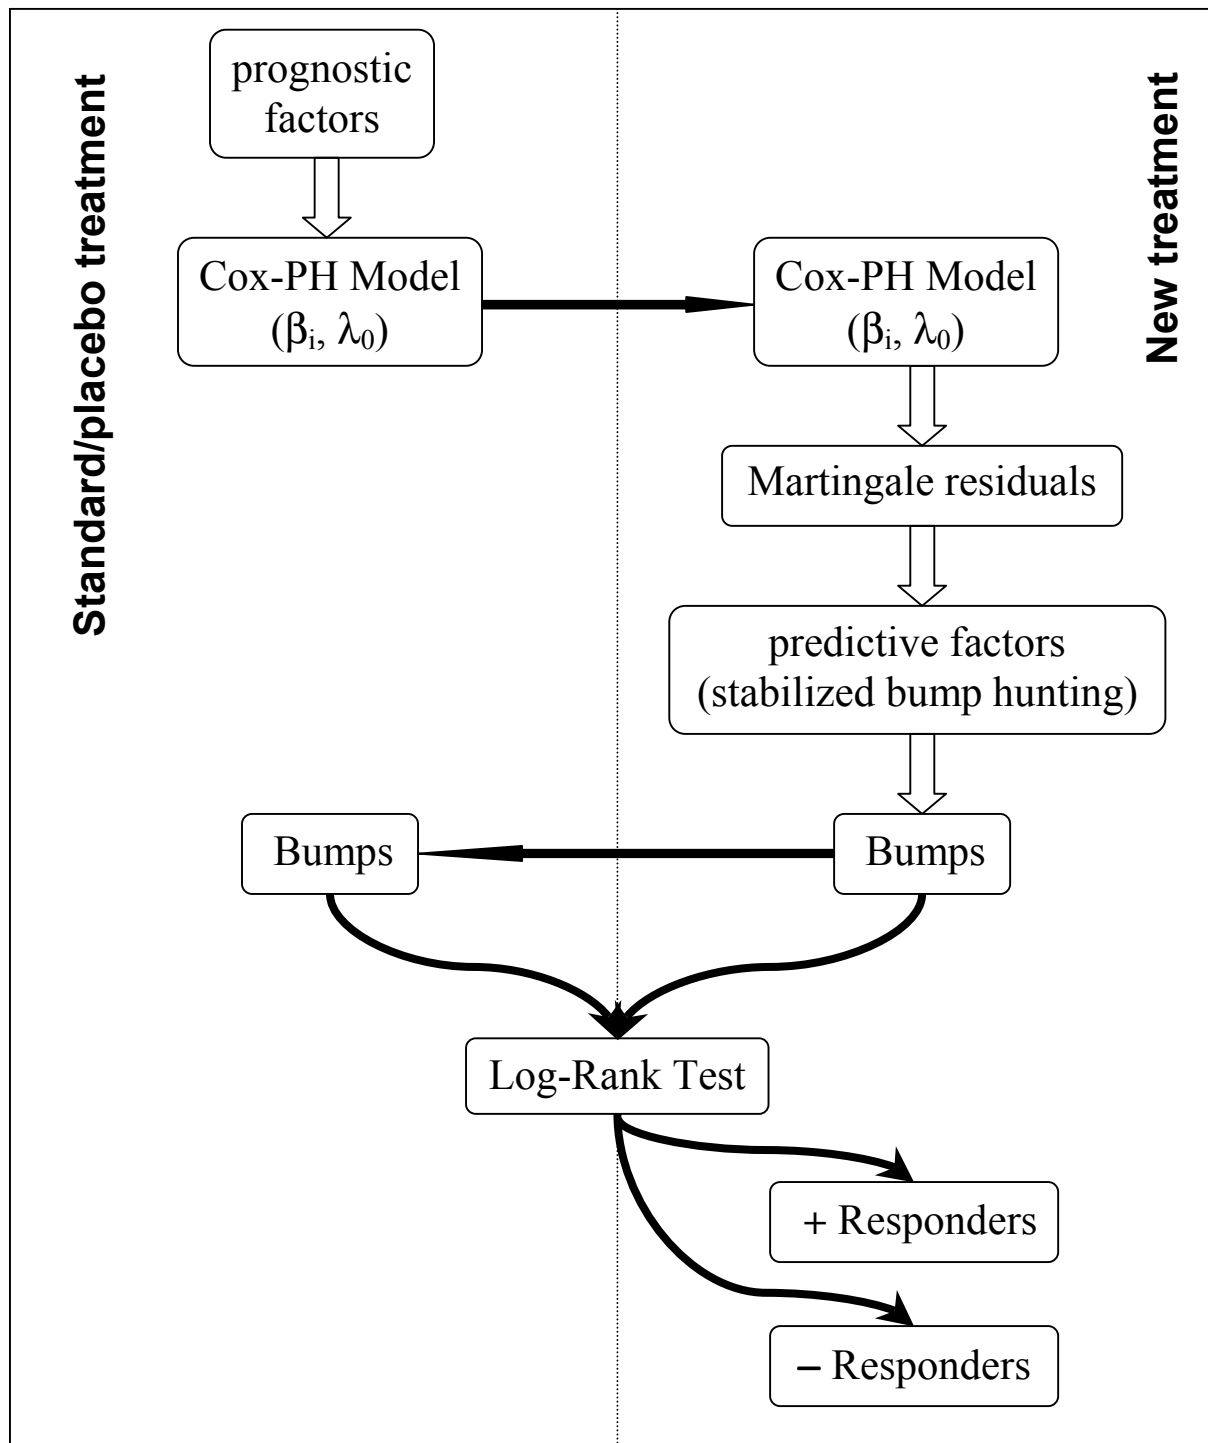 Standard/placebo treatment
New treatment
prognostic
factors
Cox-PH Model
(βi, λ0)
Cox-PH Model
(βi, λ0)
Martingale residuals
predictive factors
(stabilized bump hunting)
Bumps
Bumps
Log-Rank Test
+ Responders
– Responders